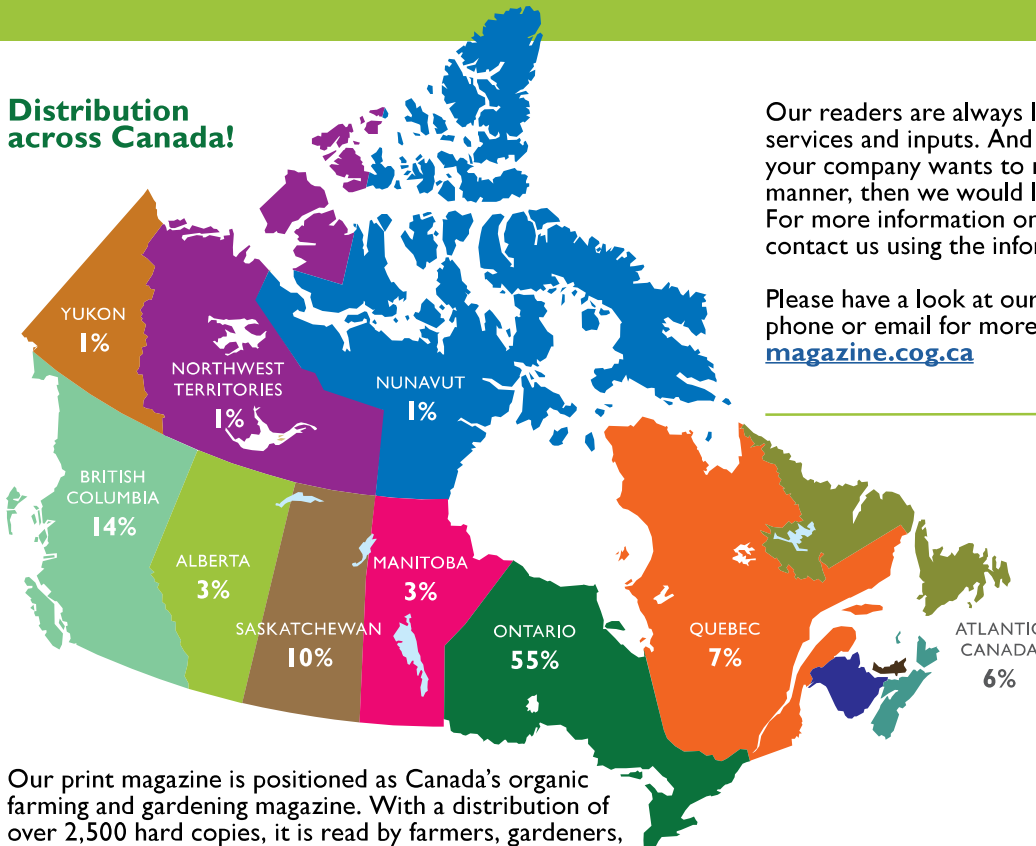 Distribution
across Canada!
Our readers are always
services and inputs. And
your company wants to
manner, then we would
For more information or
contact us using the
Please have a look at our
phone or email for more
magazine.cog.ca
YUKON
1%
NORTHWEST
TERRITORIES
1%
NUNAVUT
1%
BRITISH
COLUMBIA
14%
ALBERTA
3%
SASKATCHEWAN
10%
MANITOBA
3%
ONTARIO
55%
QUEBEC
7%
ATLANTIC
CANADA
6%
Our print magazine is positioned as Canada's organic
farming and gardening magazine. With a distribution of
over 2,500 hard copies, it is read by farmers, gardeners,